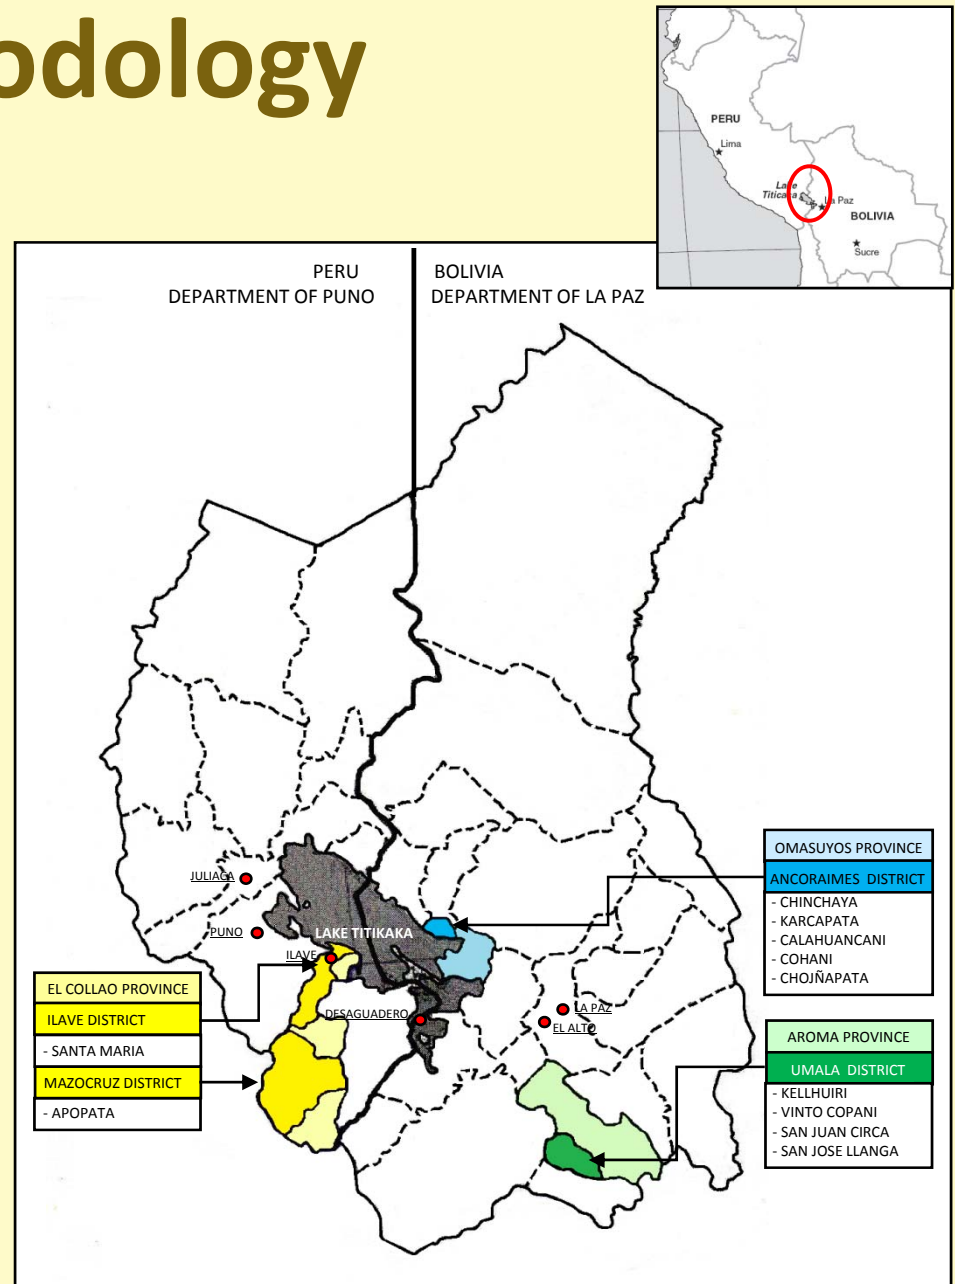 odology
PERU
Lima
Lake
Titicaca
La Paz
BOLIVIA
Sucre
PERU
DEPARTMENT OF PUNO
BOLIVIA
DEPARTMENT OF LA PAZ
JULIAGA
PUNO
LAKE TITIKAKA
ILAVE
DESAGUADERO
LA PAZ
EL ALTO
OMASUYOS PROVINCE
ANCORAIMES DISTRICT
- CHINCHAYA
- KARCAPATA
- CALAHUANCANI
- COHANI
- CHOJÑAPATA
EL COLLAO PROVINCE
ILAVE DISTRICT
- SANTA MARIA
MAZOCRUZ DISTRICT
- APOPATA
AROMA PROVINCE
UMALA DISTRICT
- KELLHUIRI
- VINTO COPANI
- SAN JUAN CIRCA
- SAN JOSE LLANGA